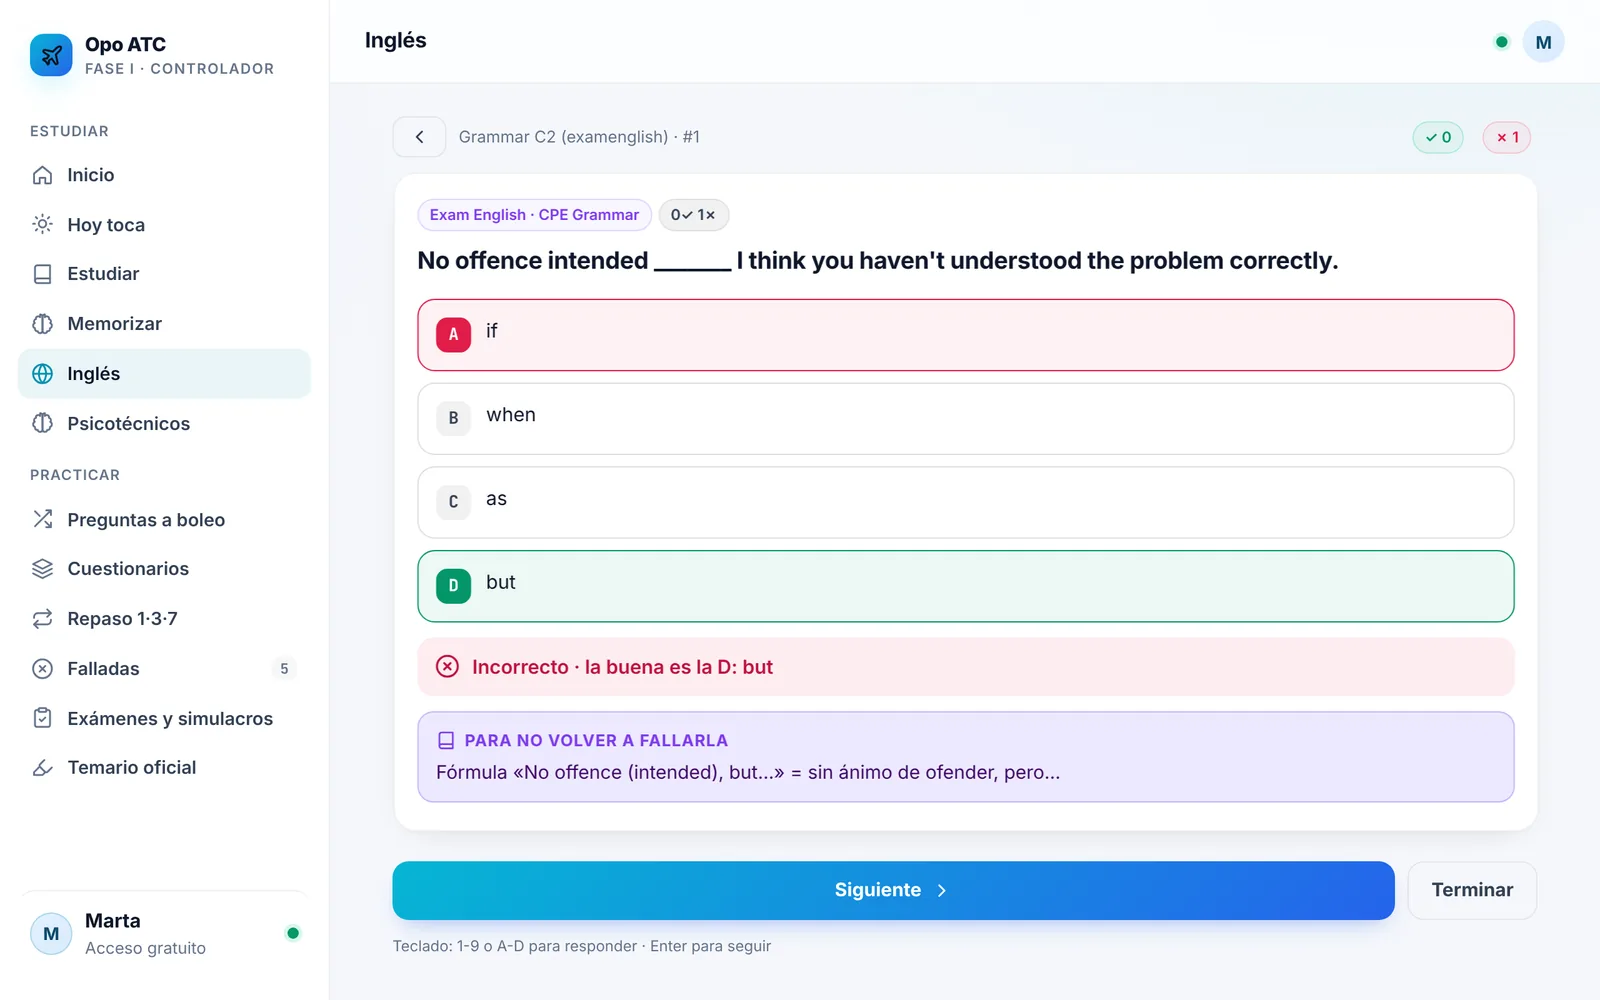 Opo ATC
FASE I · CONTROLADOR
ESTUDIAR
Inicio
Hoy toca
Estudiar
Memorizar
Inglés
Psicotécnicos
PRACTICAR
Preguntas a boleo
Cuestionarios
Repaso 1·3·7
Falladas 5
Exámenes y simulacros
Temario oficial
M
Marta
Acceso gratuito
Inglés
M
Grammar C2 (examenglish) · #1
✓ 0 × 1
Exam English · CPE Grammar 0✓ 1×
No offence intended _______ I think you haven't understood the problem correctly.
A if
B when
C as
D but
Incorrecto · la buena es la D: but
PARA NO VOLVER A FALLARLA
Fórmula «No offence (intended), but...» = sin ánimo de ofender, pero...
Siguiente
Terminar
Teclado: 1-9 o A-D para responder · Enter para seguir